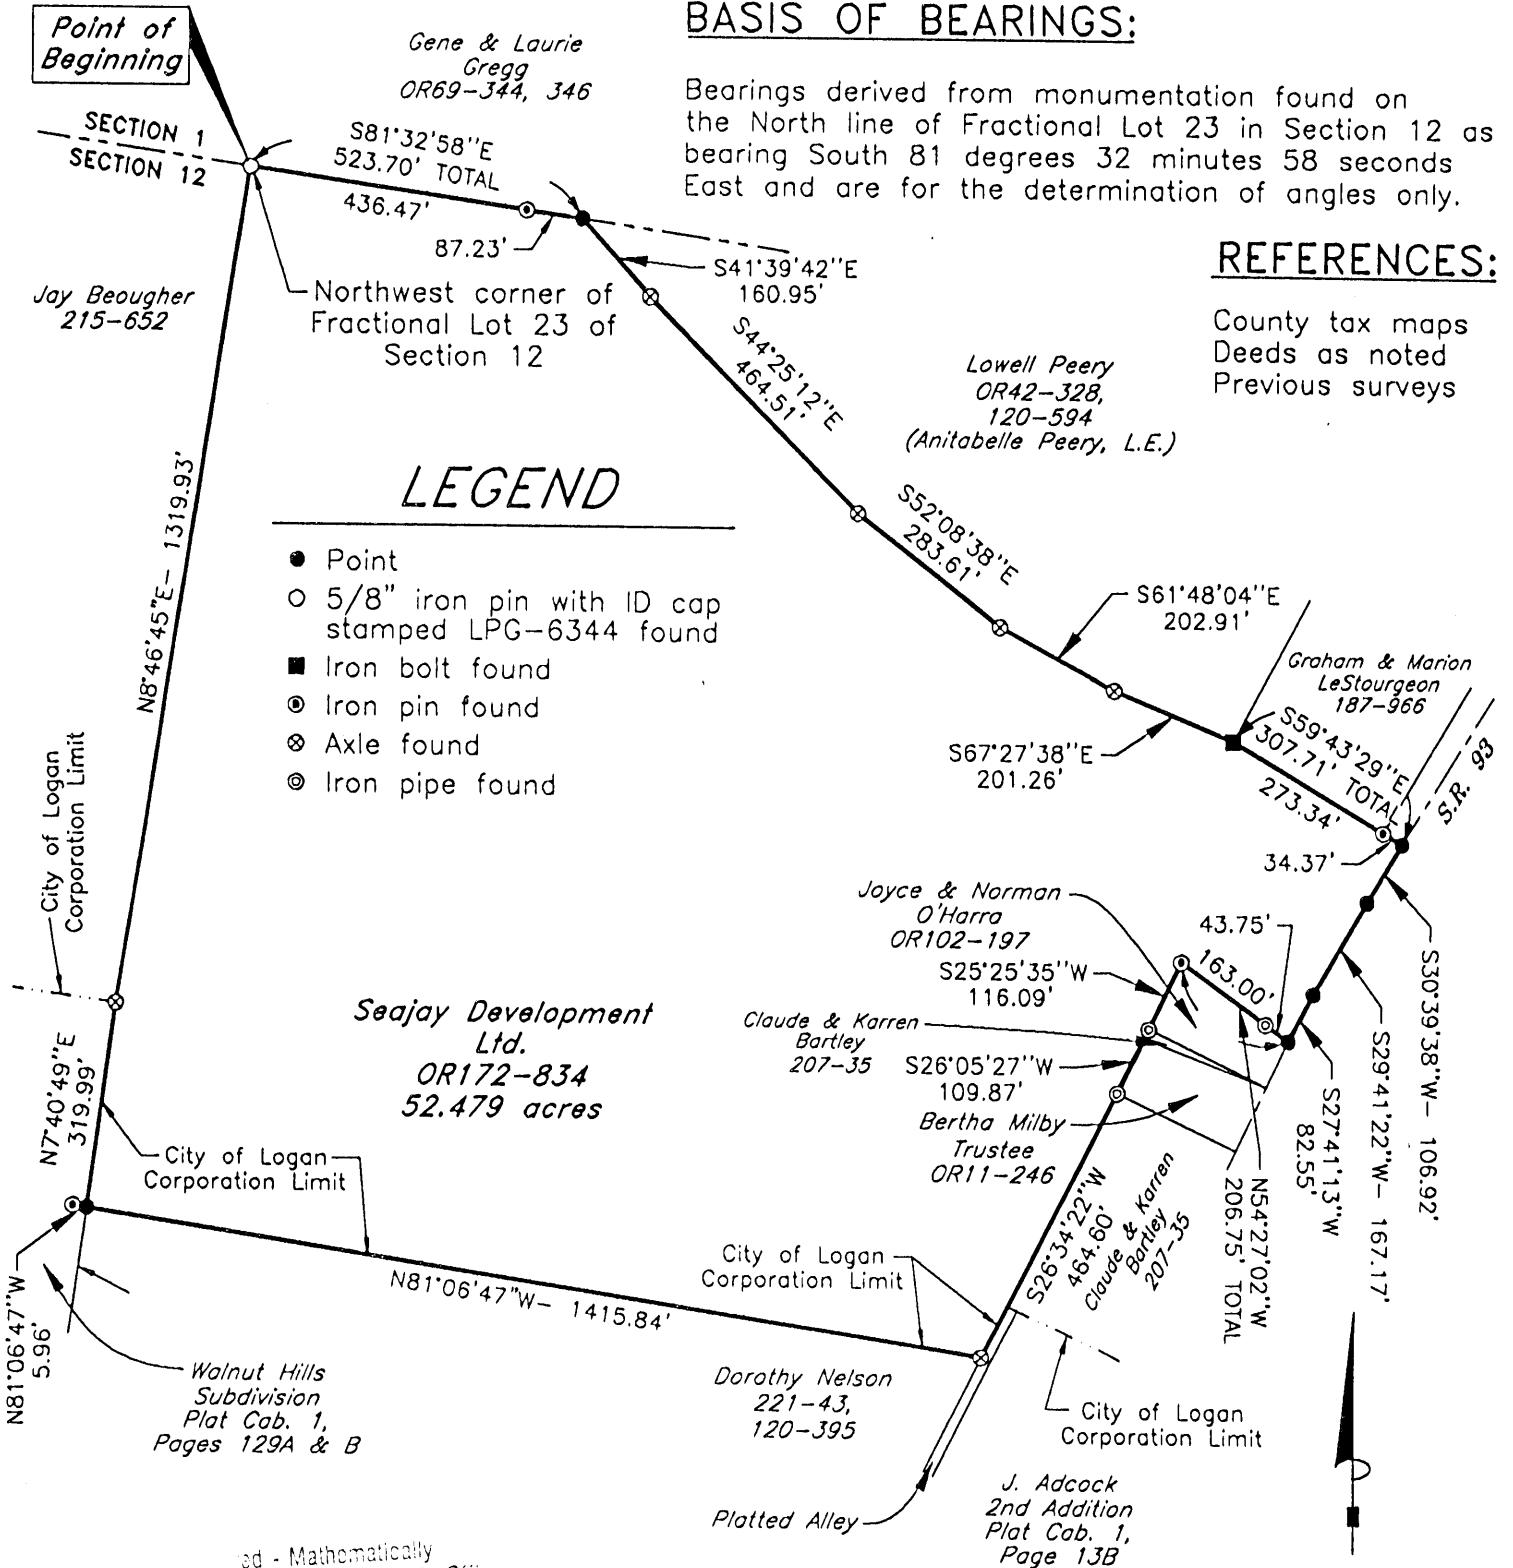 Point of
Beginning
BASIS OF BEARINGS:
Gene & Laurie
Gregg
OR69-344, 346
Bearings derived from monumentation found on
the North line of Fractional Lot 23 in Section 12 as
bearing South 81 degrees 32 minutes 58 seconds
East and are for the determination of angles only.
SECTION 1
SECTION 12
S81°32'58"E
523.70' TOTAL
436.47'
87.23'
REFERENCES:
County tax maps
Deeds as noted
Previous surveys
S41°39'42"E
160.95'
Jay Beougher
215-652
Northwest corner of
Fractional Lot 23 of
Section 12
S44°25'12"E
464.51'
Lowell Peery
OR42-328,
120-594
(Anitabelle Peery, L.E.)
LEGEND
Point
5/8" iron pin with ID cap
stamped LPG-6344 found
Iron bolt found
Iron pin found
Axle found
Iron pipe found
N8°46'45"E- 1319.93'
S52°08'38"E
283.61'
S61°48'04"E
202.91'
Graham & Marion
LeStourgeon
187-966
S67°27'38"E
201.26'
S59°43'29"E
307.71' TOTAL
273.34'
34.37'
S.R. 93
City of Logan
Corporation Limit
Joyce & Norman
O'Harra
OR102-197
43.75'
163.00'
S25°25'35"W
116.09'
Claude & Karren
Bartley
207-35
S26°05'27"W
109.87'
Bertha Milby
Trustee
OR11-246
S30°39'38"W- 106.92'
S29°41'22"W- 167.17'
S27°41'13"W
82.55'
N54°27'02"W
206.75' TOTAL
Seajay Development
Ltd.
OR172-834
52.479 acres
N7°40'49"E
319.99'
City of Logan
Corporation Limit
S26°34'22"W
464.60'
Claude & Karren
Bartley
207-35
City of Logan
Corporation Limit
N81°06'47"W- 1415.84'
N81°06'47"W
5.96'
Walnut Hills
Subdivision
Plat Cab. 1,
Pages 129A & B
Dorothy Nelson
221-43,
120-395
City of Logan
Corporation Limit
Platted Alley
J. Adcock
2nd Addition
Plat Cab. 1,
Page 13B
- Mathematically